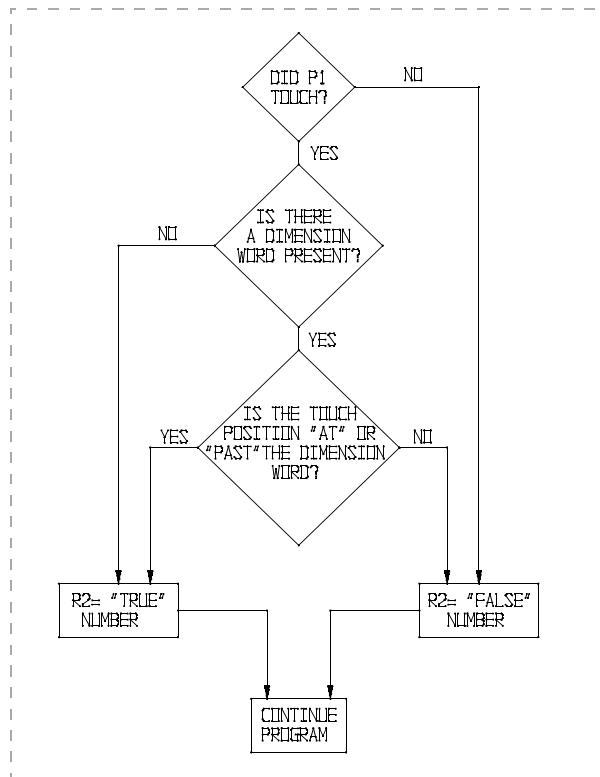 DID P1
TOUCH?
NO
YES
IS THERE
A DIMENSION
WORD PRESENT?
NO
YES
IS THE TOUCH
POSITION "AT" OR
"PAST"THE DIMENSION
WORD?
YES
NO
R2= "TRUE"
NUMBER
R2= "FALSE"
NUMBER
CONTINUE
PROGRAM